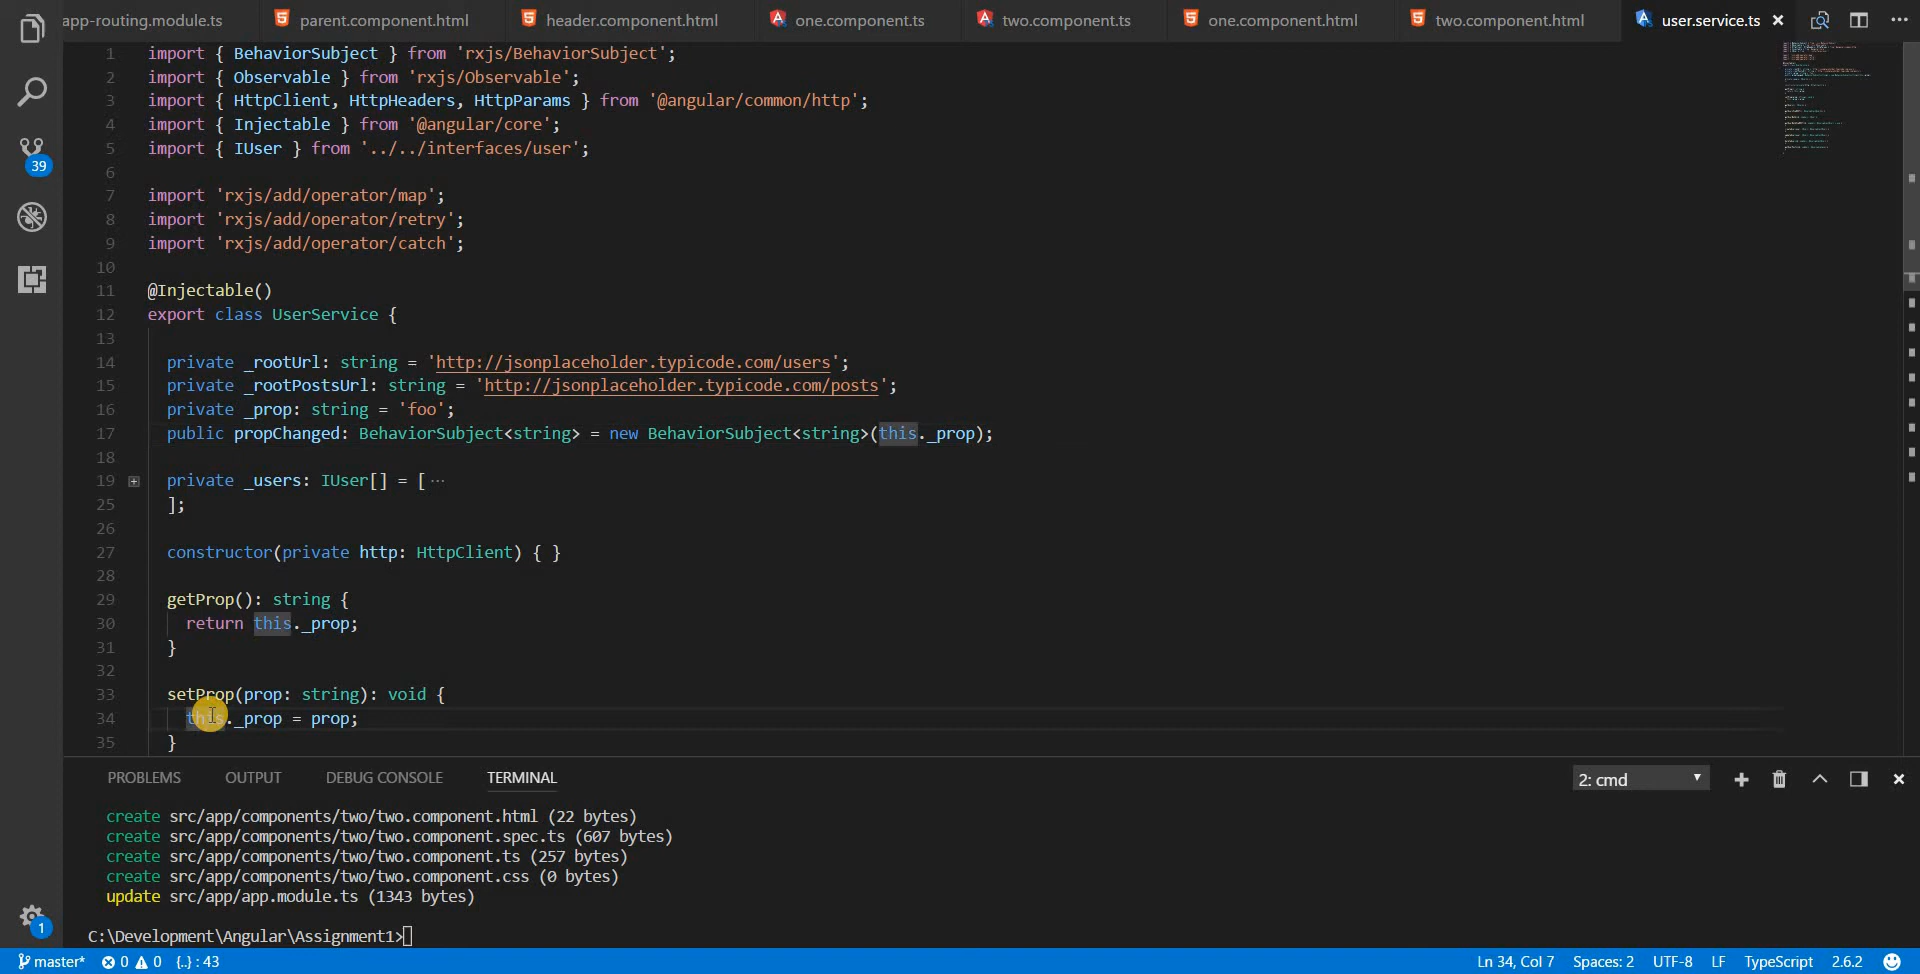 app-routing.module.ts parent.component.html header.component.html one.component.ts two.component.ts one.component.html two.component.html user.service.ts
1 import { BehaviorSubject } from 'rxjs/BehaviorSubject';
2 import { Observable } from 'rxjs/Observable';
3 import { HttpClient, HttpHeaders, HttpParams } from '@angular/common/http';
4 import { Injectable } from '@angular/core';
5 import { IUser } from '../../interfaces/user';
6
7 import 'rxjs/add/operator/map';
8 import 'rxjs/add/operator/retry';
9 import 'rxjs/add/operator/catch';
10
11 @Injectable()
12 export class UserService {
13
14 private _rootUrl: string = 'http://jsonplaceholder.typicode.com/users';
15 private _rootPostsUrl: string = 'http://jsonplaceholder.typicode.com/posts';
16 private _prop: string = 'foo';
17 public propChanged: BehaviorSubject<string> = new BehaviorSubject<string>(this._prop);
18
19 private _users: IUser[] = [ ...
25 ];
26
27 constructor(private http: HttpClient) { }
28
29 getProp(): string {
30 return this._prop;
31 }
32
33 setProp(prop: string): void {
34 this._prop = prop;
35 }
39
PROBLEMS OUTPUT DEBUG CONSOLE TERMINAL 2: cmd
create src/app/components/two/two.component.html (22 bytes)
create src/app/components/two/two.component.spec.ts (607 bytes)
create src/app/components/two/two.component.ts (257 bytes)
create src/app/components/two/two.component.css (0 bytes)
update src/app/app.module.ts (1343 bytes)
1
C:\Development\Angular\Assignment1>
master* 0 0 {..} : 43 Ln 34, Col 7 Spaces: 2 UTF-8 LF TypeScript 2.6.2